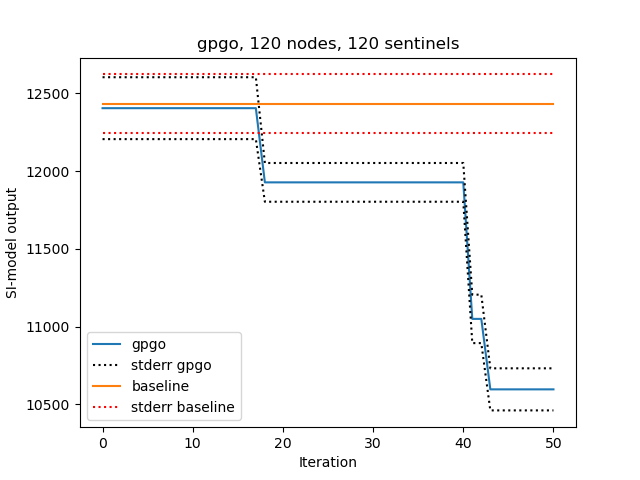 gpgo, 120 nodes, 120 sentinels
SI-model output
12500
12000
11500
11000
10500
gpgo
stderr gpgo
baseline
stderr baseline
0 10 20 30 40 50
Iteration